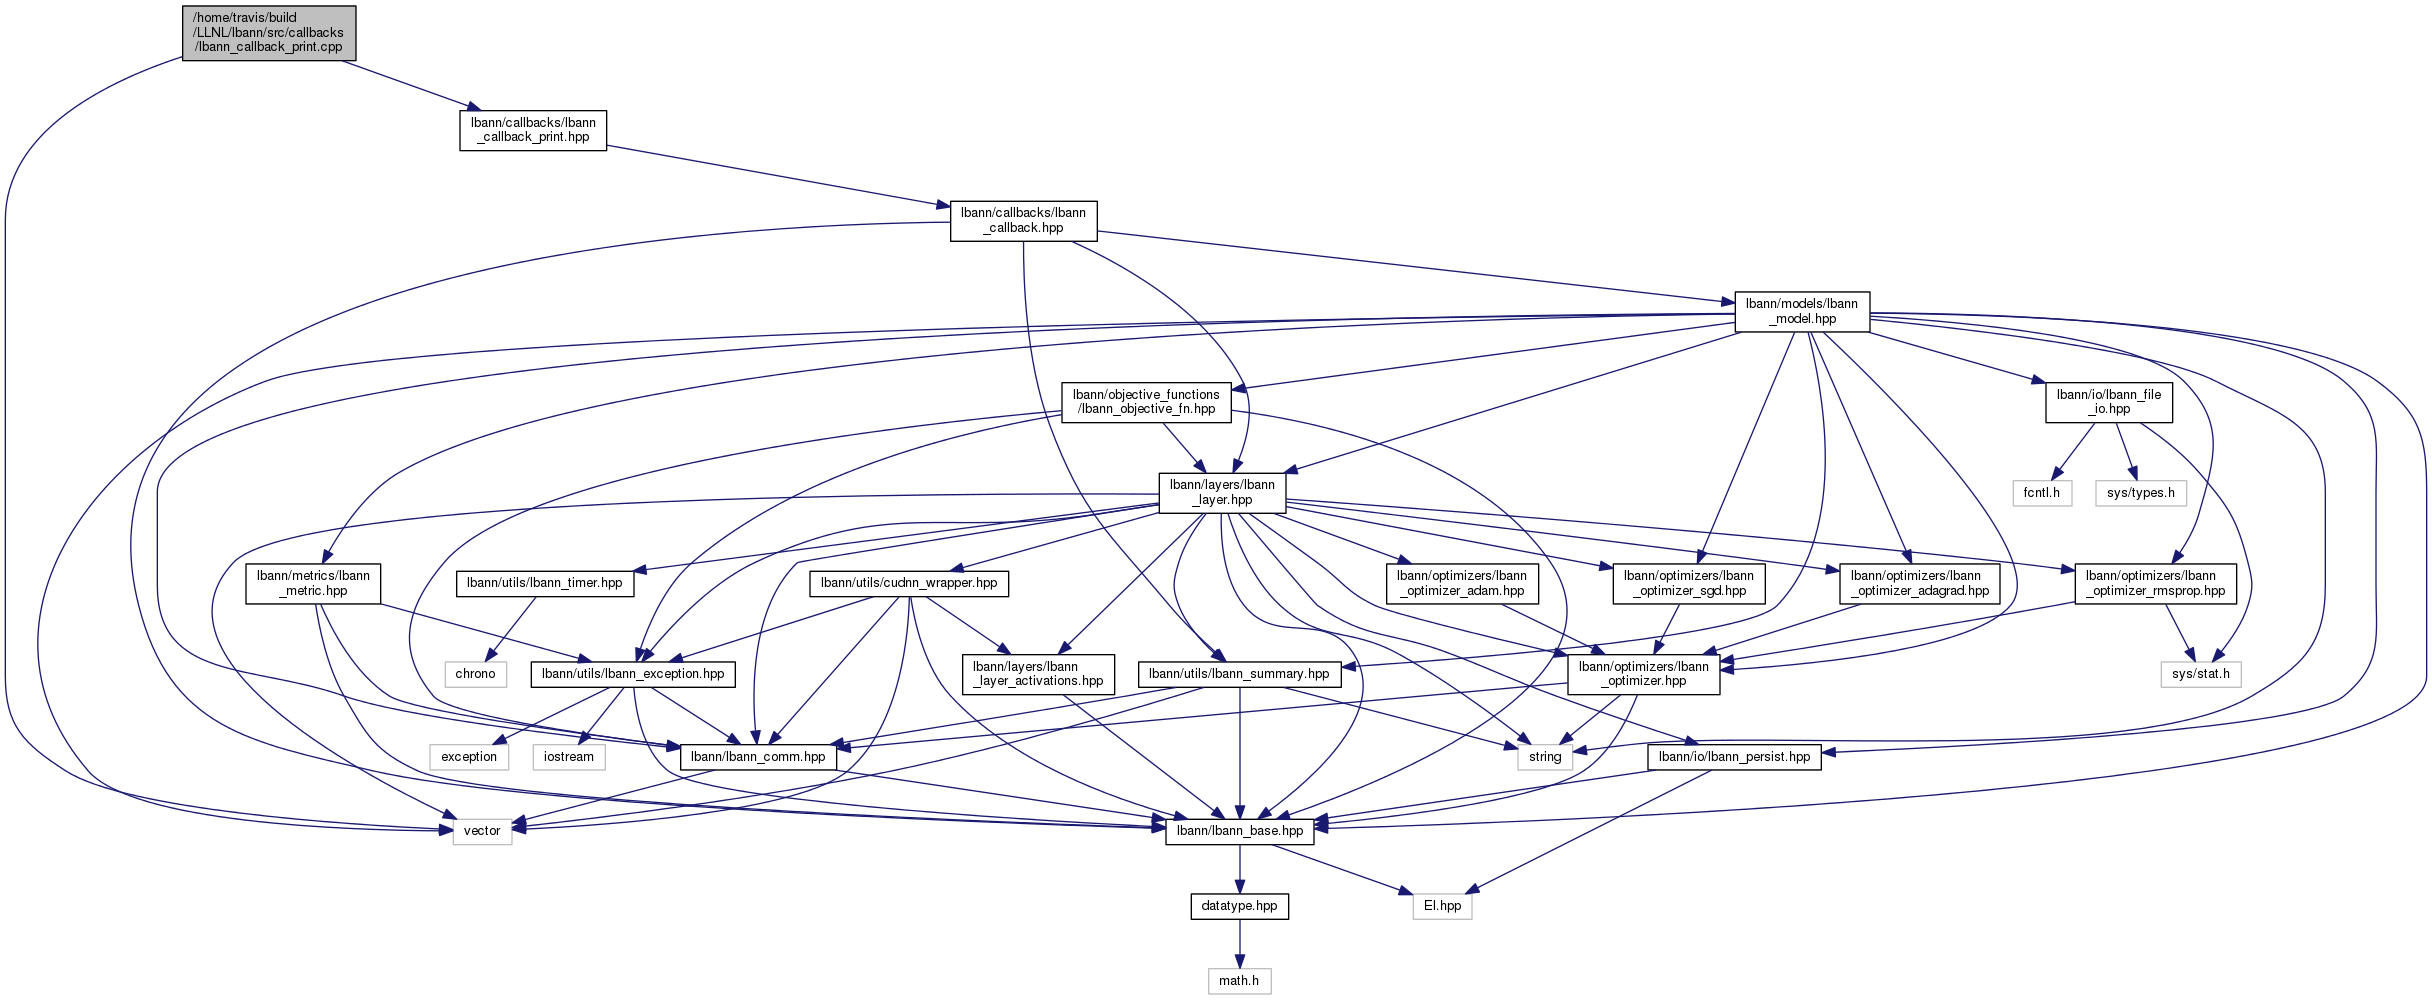 /home/travis/build
/LLNL/lbann/src/callbacks
/lbann_callback_print.cpp
lbann/callbacks/lbann
_callback_print.hpp
lbann/callbacks/lbann
_callback.hpp
lbann/models/lbann
_model.hpp
lbann/objective_functions
/lbann_objective_fn.hpp
lbann/io/lbann_file
_io.hpp
lbann/layers/lbann
_layer.hpp
fcntl.h
sys/types.h
lbann/metrics/lbann
_metric.hpp
lbann/utils/lbann_timer.hpp
lbann/utils/cudnn_wrapper.hpp
lbann/optimizers/lbann
_optimizer_adam.hpp
lbann/optimizers/lbann
_optimizer_sgd.hpp
lbann/optimizers/lbann
_optimizer_adagrad.hpp
lbann/optimizers/lbann
_optimizer_rmsprop.hpp
chrono
lbann/utils/lbann_exception.hpp
lbann/layers/lbann
_layer_activations.hpp
lbann/utils/lbann_summary.hpp
lbann/optimizers/lbann
_optimizer.hpp
sys/stat.h
exception
iostream
lbann/lbann_comm.hpp
string
lbann/io/lbann_persist.hpp
vector
lbann/lbann_base.hpp
datatype.hpp
El.hpp
math.h